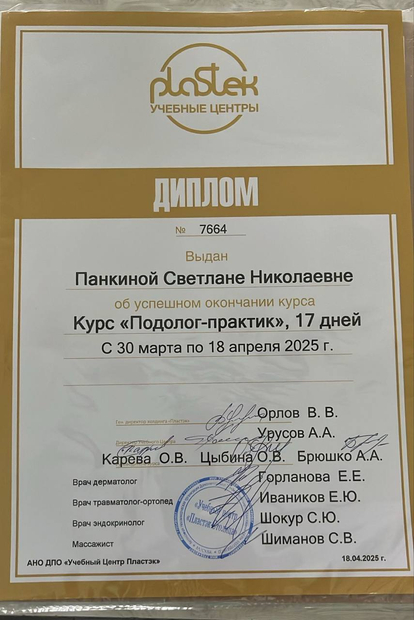 plastek
УЧЕБНЫЕ ЦЕНТРЫ
ДИПЛОМ
№ 7664
Выдан
Панкиной Светлане Николаевне
об успешном окончании курса
Курс «Подолог-практик», 17 дней
С 30 марта по 18 апреля 2025 г.
Орлов В. В.
Урусов А.А.
Карева О.В. Цыбина О.В. Брюшко А.А.
Врач дерматолог Горланова Е.Е.
Врач травматолог-ортопед Иваников Е.Ю.
Врач эндокринолог Шокур С.Ю.
Массажист Шиманов С.В.
АНО ДПО «Учебный Центр Пластэк» 18.04.2025 г.